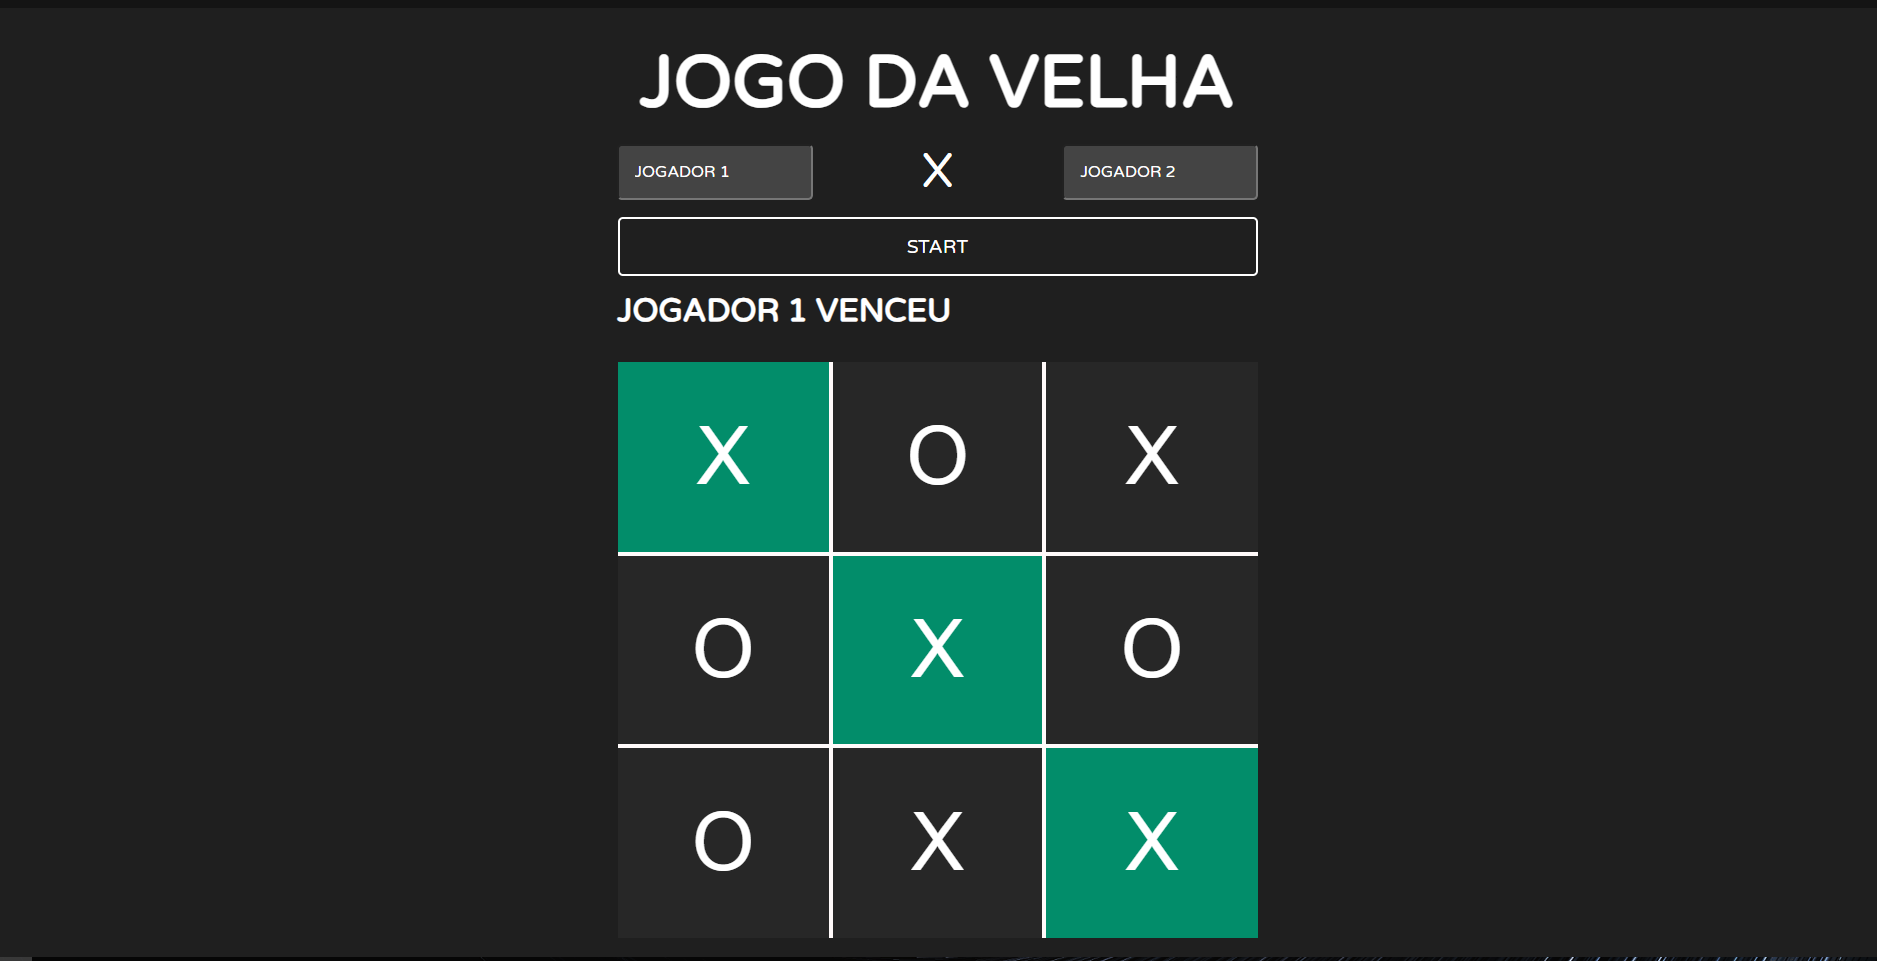 JOGO DA VELHA
JOGADOR 1 X JOGADOR 2
START
JOGADOR 1 VENCEU
X O X
O X O
O X X